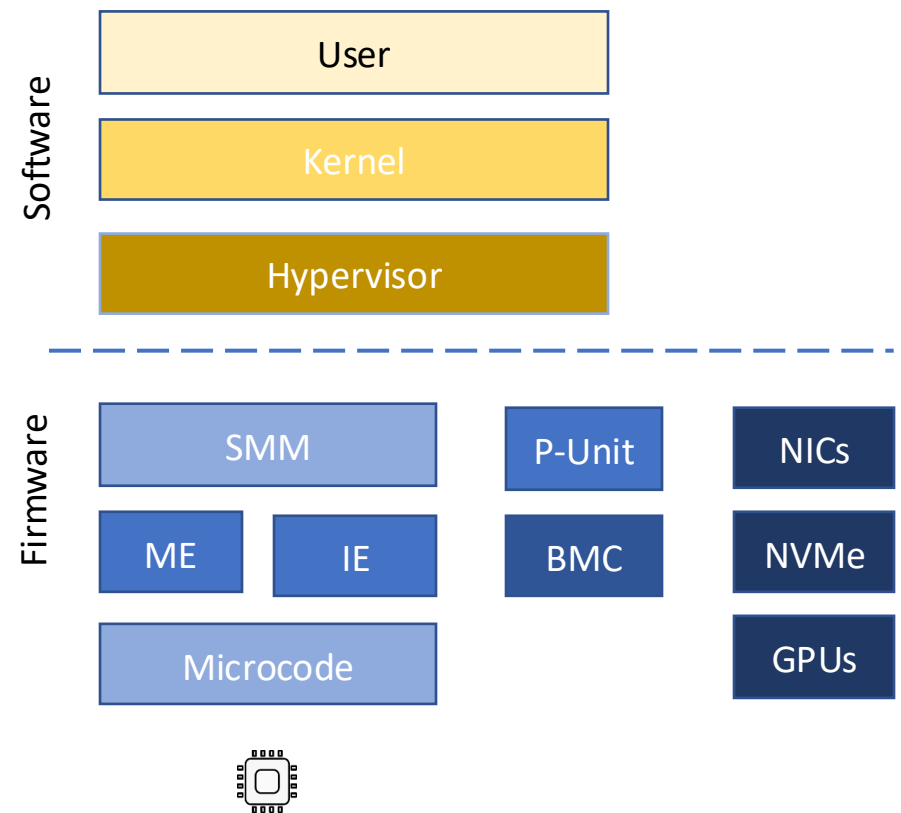 Software
User
Kernel
Hypervisor
Firmware
SMM
P-Unit
NICs
ME
IE
BMC
NVMe
Microcode
GPUs